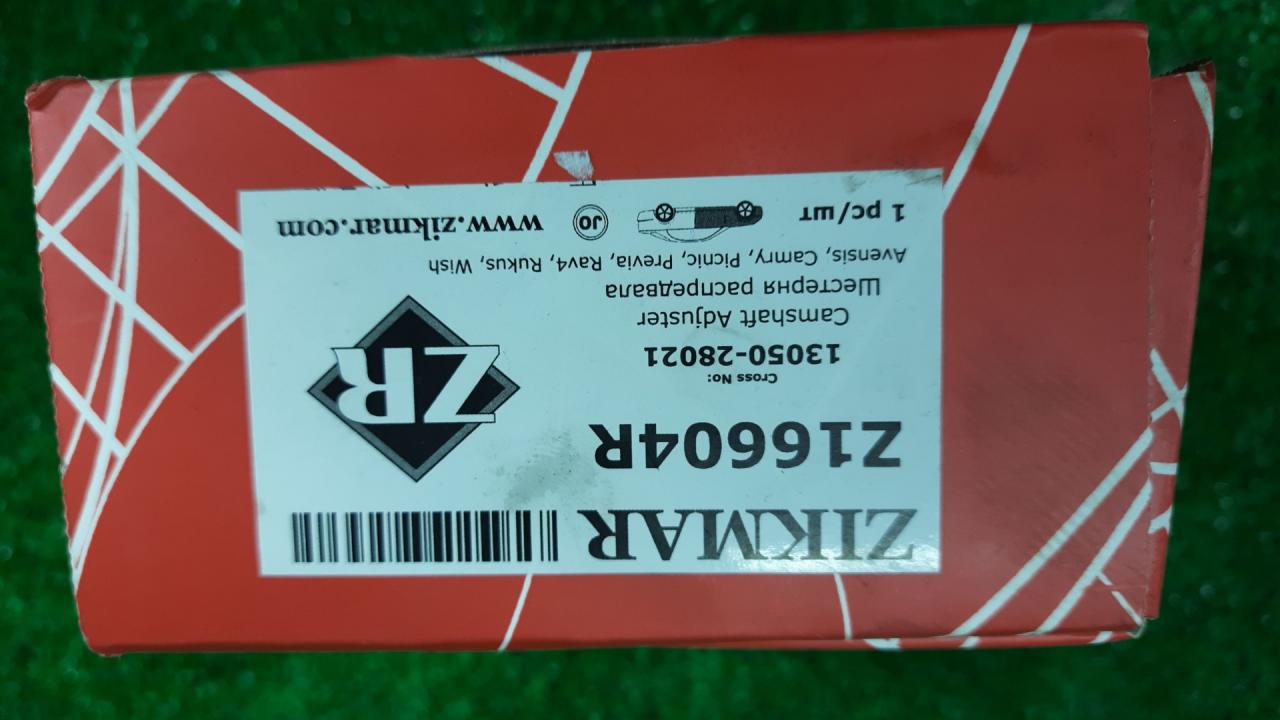 ZIKMAR
Z16604R
Cross No:
13050-28021
ZR
Camshaft Adjuster
Шестерня распредвала
Avensis, Camry, Picnic, Previa, Rav4, Rukus, Wish
1 pc/шт JO www.zikmar.com